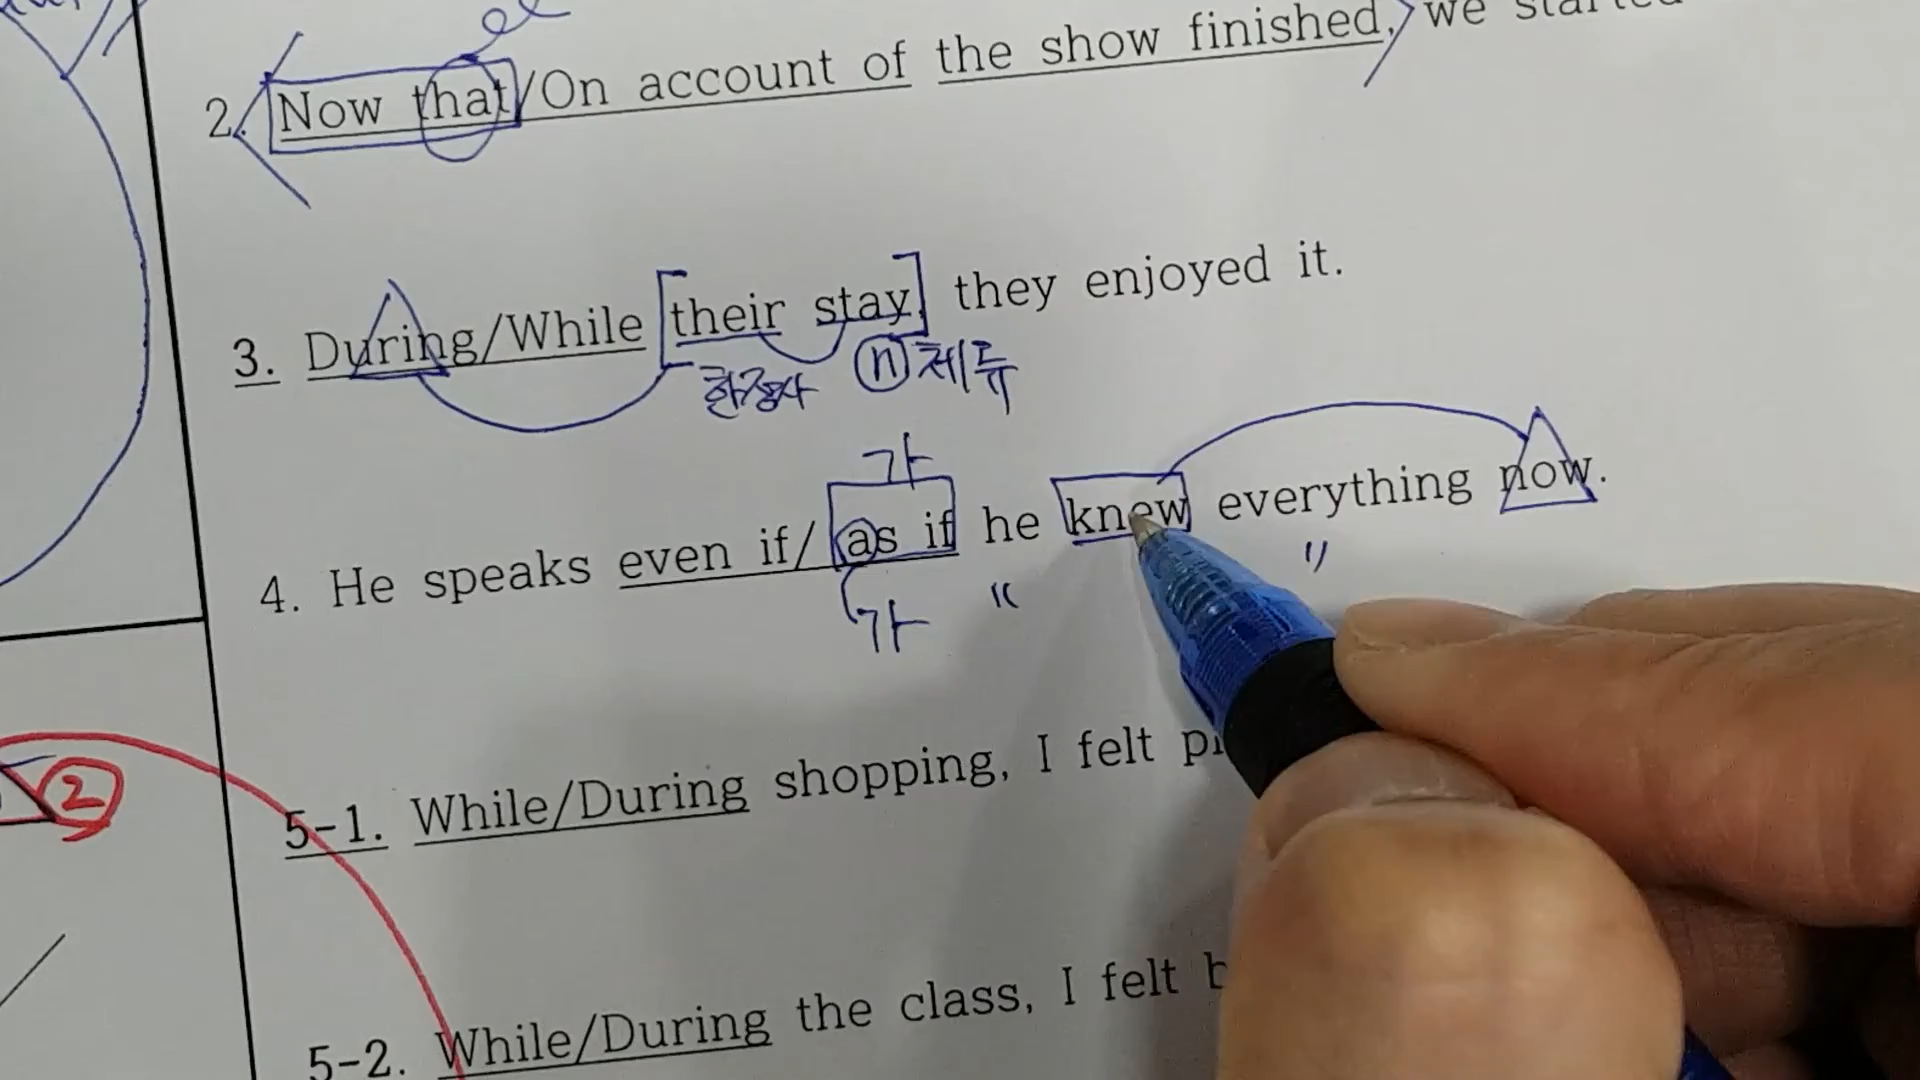 2. Now that/On account of the show finished, we started
3. During/While their stay, they enjoyed it.
한정사 n 체류
가
4. He speaks even if/ as if he knew everything now.
가 " "
5-1. While/During shopping, I felt
2
5-2. While/During the class, I felt